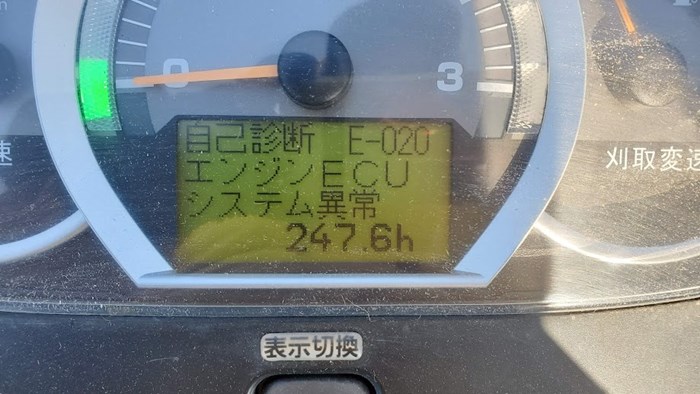 0
3
自己診断 E-020
エンジンECU
システム異常
247.6h
速
刈取変速
表示切換